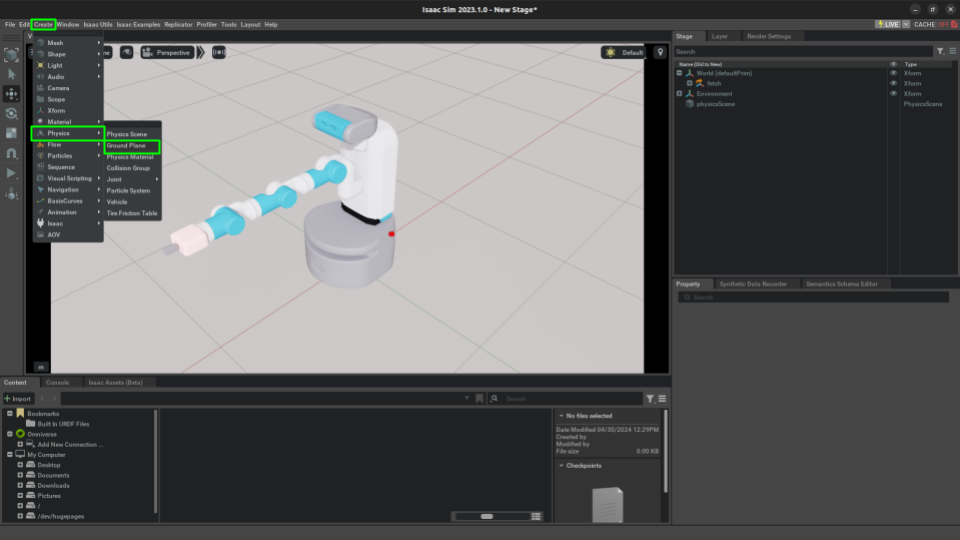 Isaac Sim 2023.1.0 - New Stage*
File Edit Create Window Isaac Utils Isaac Examples Replicator Profiler Tools Layout Help
LIVE CACHE: OFF
Mesh
Shape
Light
Audio
Camera
Scope
Xform
Material
Physics
Flow
Particles
Sequence
Visual Scripting
Navigation
BasisCurves
Animation
Isaac
AOV
Physics Scene
Ground Plane
Physics Material
Collision Group
Joint
Particle System
Vehicle
Tire Friction Table
Perspective
Default
m
Stage Layer Render Settings
Search
Name (Old to New) Type
World (defaultPrim) Xform
fetch Xform
Environment Xform
physicsScene PhysicsScene
Property Synthetic Data Recorder Semantics Schema Editor
Search
Content Console Isaac Assets (Beta)
Import
Search
Bookmarks
Built In URDF Files
Omniverse
Add New Connection ...
My Computer
Desktop
Documents
Downloads
Pictures
/
/dev/hugepages
No files selected
Date Modified 04/30/2024 12:29PM
Created by
Modified by
File size 0.00 KB
Checkpoints